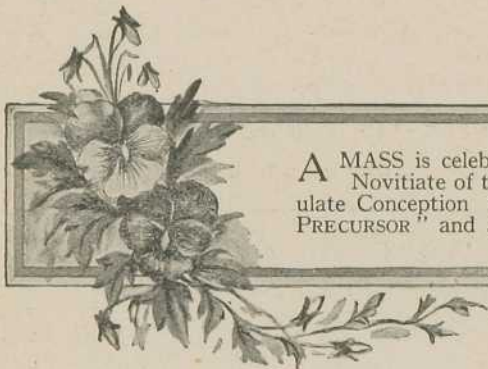 A MASS is celeb
Novitiate of t
ulate Conception
PRECURSOR" and